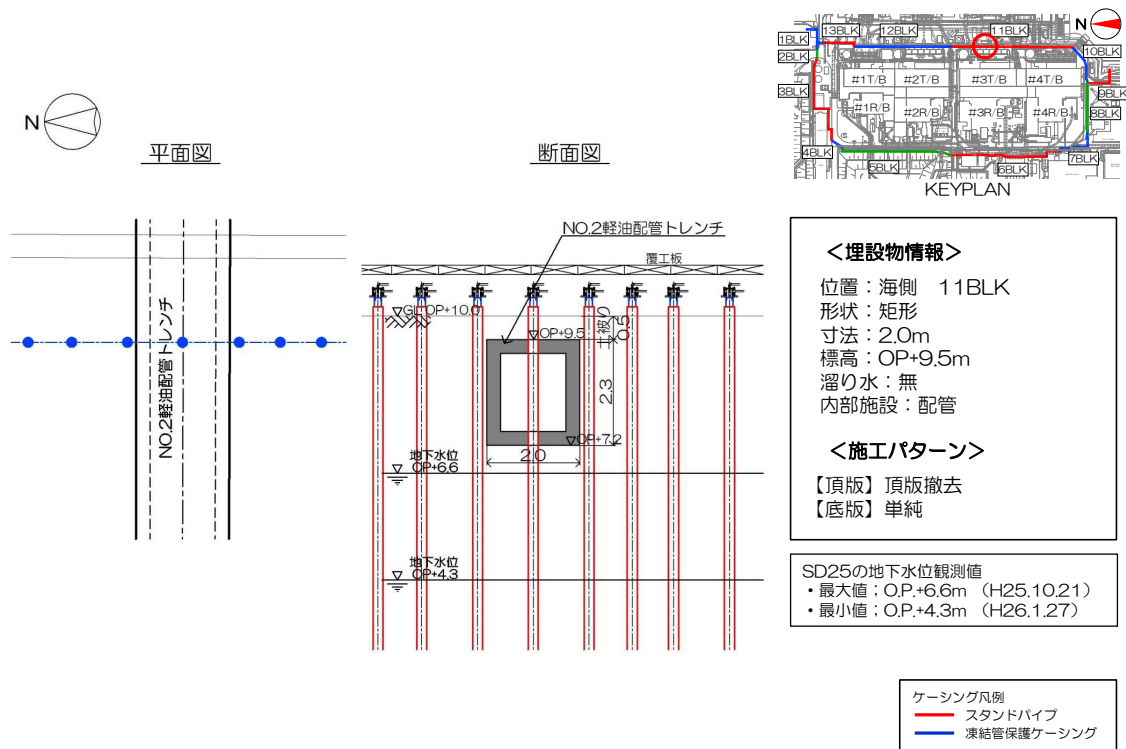 N
平面図
断面図
N
1BLK
13BLK
12BLK
11BLK
10BLK
2BLK
3BLK
#1T/B
#2T/B
#3T/B
#4T/B
9BLK
#1R/B
#2R/B
#3R/B
#4R/B
8BLK
4BLK
5BLK
6BLK
7BLK
KEYPLAN
NO.2軽油配管トレンチ
NO.2軽油配管トレンチ
覆工板
GL OP+10.0
土被り
0.5
OP+9.5
2.3
OP+7.2
2.0
地下水位
OP+6.6
地下水位
OP+4.3
<埋設物情報>
位置:海側 11BLK
形状:矩形
寸法:2.0m
標高:OP+9.5m
溜り水:無
内部施設:配管
<施工パターン>
【頂版】頂版撤去
【底版】単純
SD25の地下水位観測値
・最大値;O.P.+6.6m (H25.10.21)
・最小値;O.P.+4.3m (H26.1.27)
ケーシング凡例
スタンドパイプ
凍結管保護ケーシング